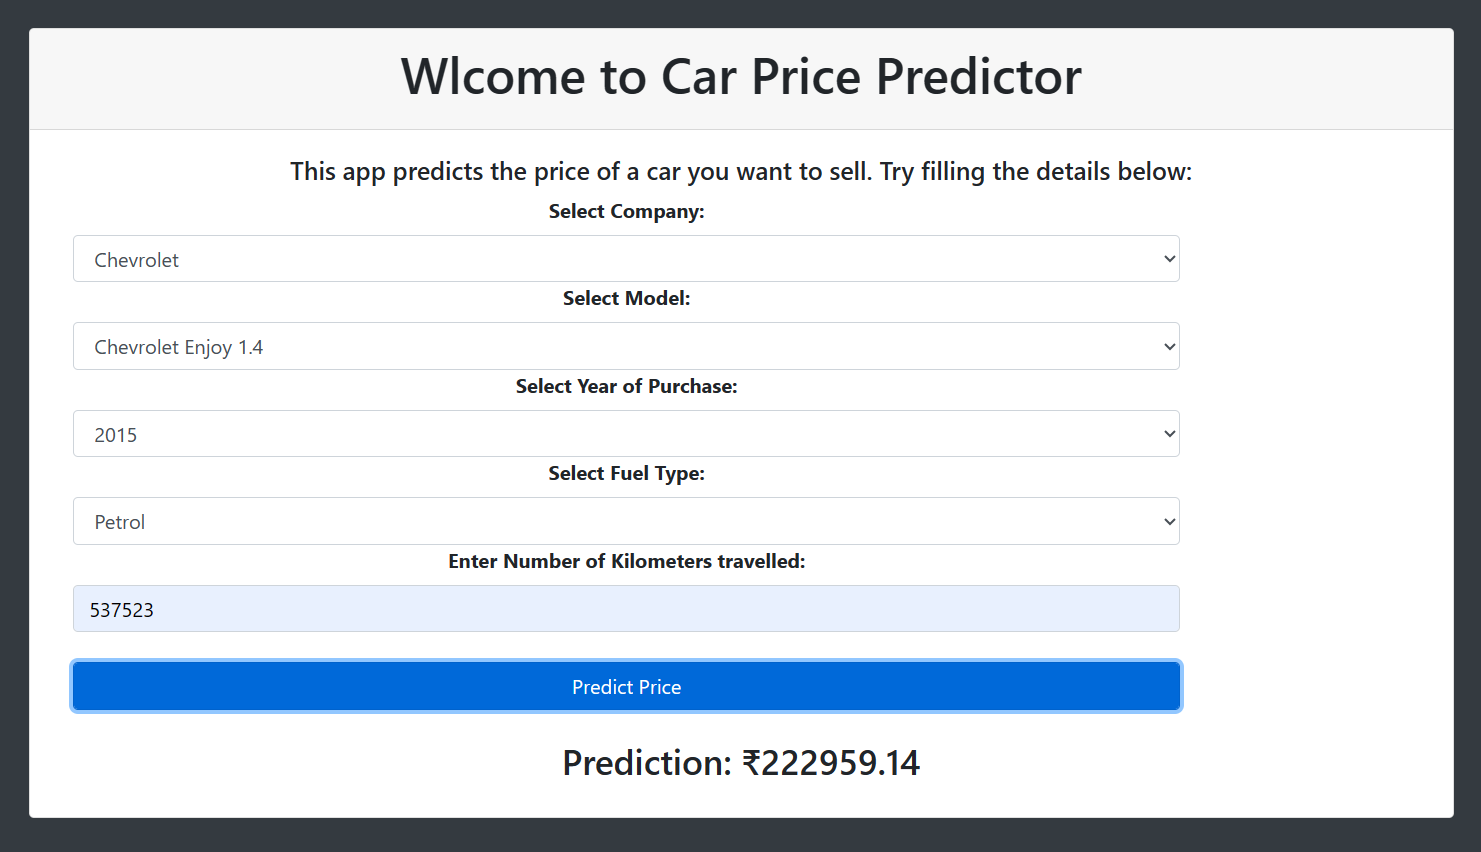 Wlcome to Car Price Predictor
This app predicts the price of a car you want to sell. Try filling the details below:
Select Company:
Chevrolet
Select Model:
Chevrolet Enjoy 1.4
Select Year of Purchase:
2015
Select Fuel Type:
Petrol
Enter Number of Kilometers travelled:
537523
Predict Price
Prediction: ₹222959.14